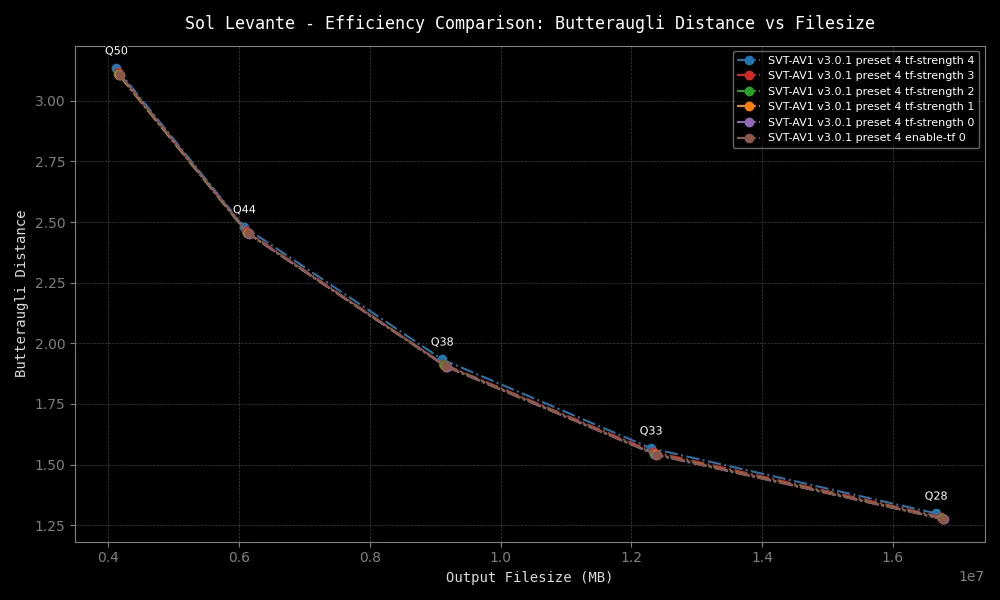 Sol Levante - Efficiency Comparison: Butteraugli Distance vs Filesize
Q50
SVT-AV1 v3.0.1 preset 4 tf-strength 4
SVT-AV1 v3.0.1 preset 4 tf-strength 3
SVT-AV1 v3.0.1 preset 4 tf-strength 2
SVT-AV1 v3.0.1 preset 4 tf-strength 1
SVT-AV1 v3.0.1 preset 4 tf-strength 0
SVT-AV1 v3.0.1 preset 4 enable-tf 0
3.00
2.75
2.50
2.25
2.00
1.75
1.50
1.25
Butteraugli Distance
Q44
Q38
Q33
Q28
0.4
0.6
0.8
1.0
1.2
1.4
1.6
1e7
Output Filesize (MB)